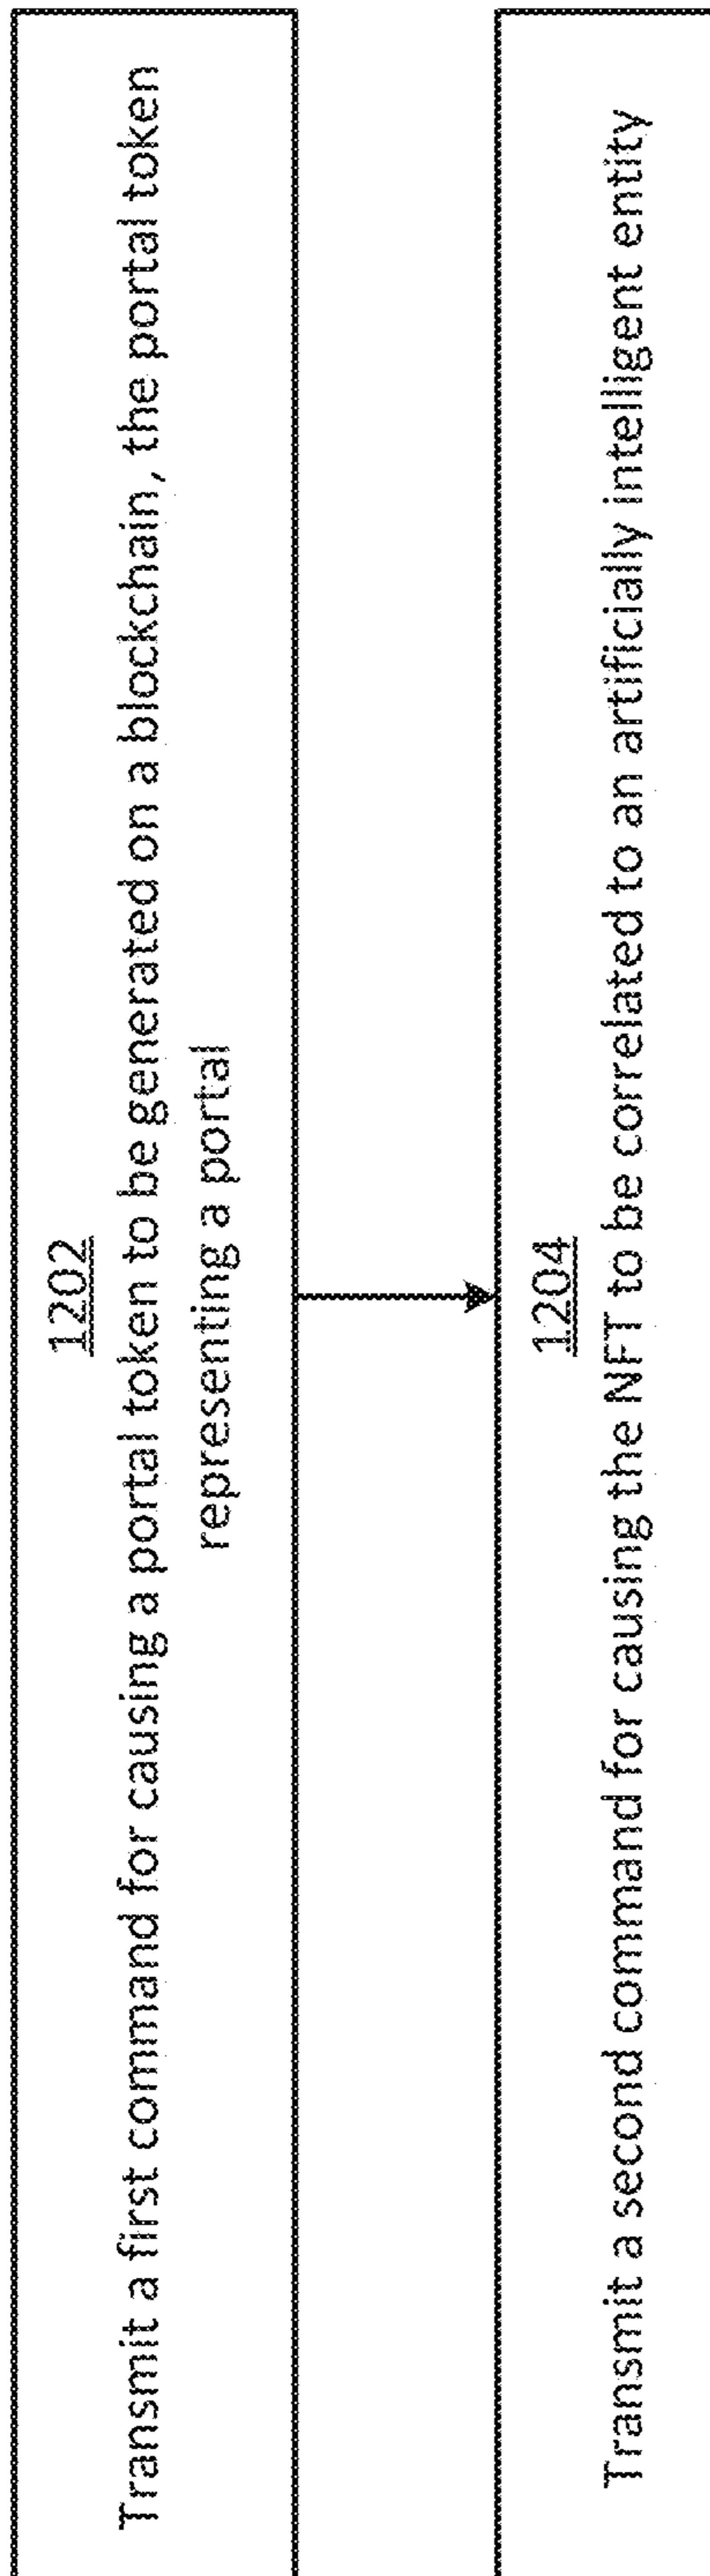 1202
Transmit a first command for causing a portal token to be generated on a blockchain, the portal token
representing a portal
1204
Transmit a second command for causing the NFT to be correlated to an artificially intelligent entity